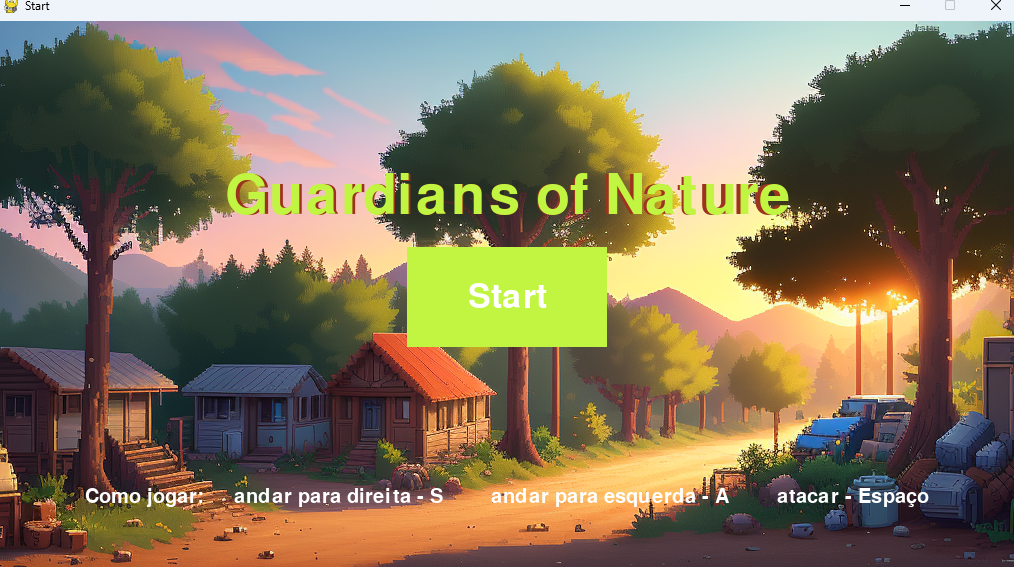 Start
Guardians of Nature
Start
Como jogar: andar para direita - S andar para esquerda - A atacar - Espaço